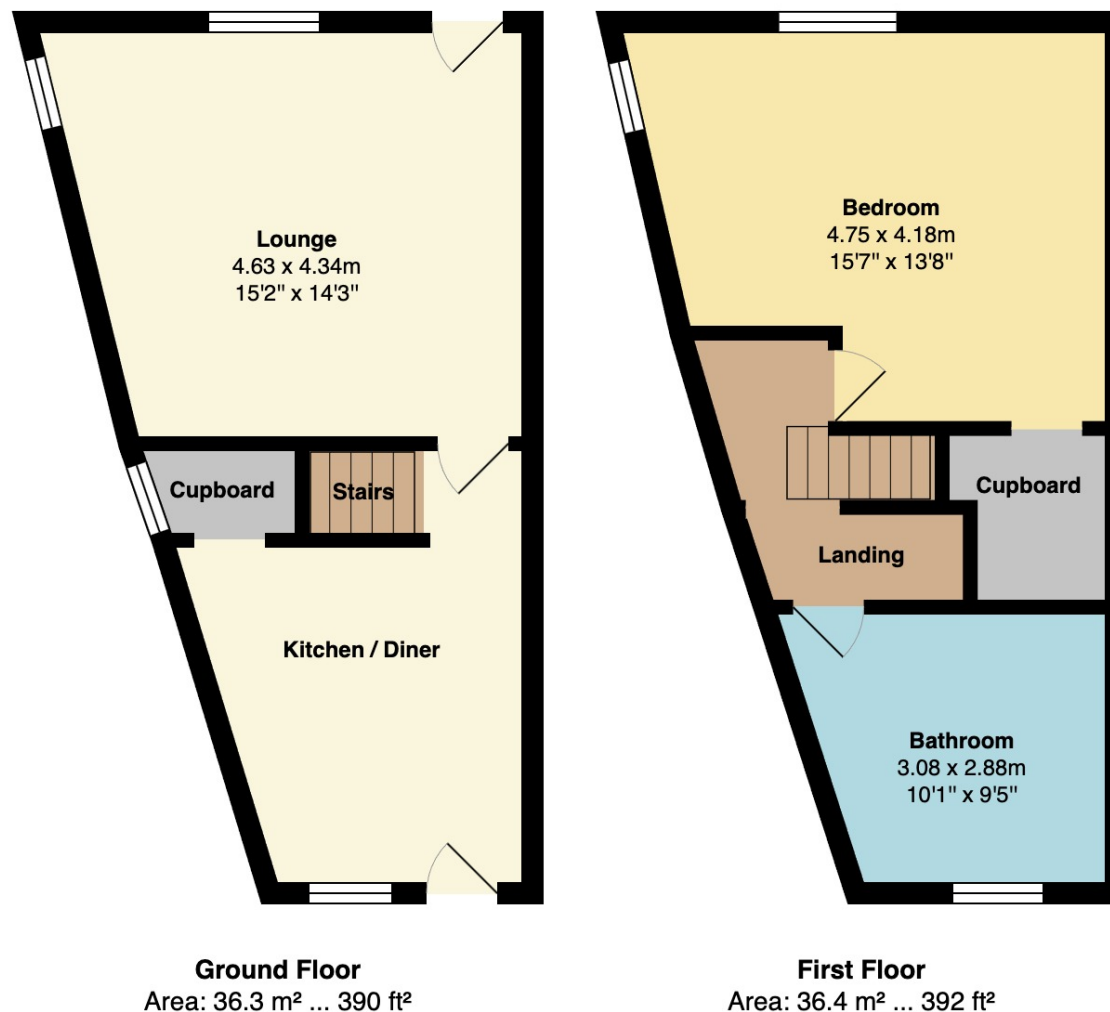 Lounge
4.63 x 4.34m
15'2" x 14'3"
Cupboard
Stairs
Kitchen / Diner
Ground Floor
Area: 36.3 m² ... 390 ft²
Bedroom
4.75 x 4.18m
15'7" x 13'8"
Cupboard
Landing
Bathroom
3.08 x 2.88m
10'1" x 9'5"
First Floor
Area: 36.4 m² ... 392 ft²